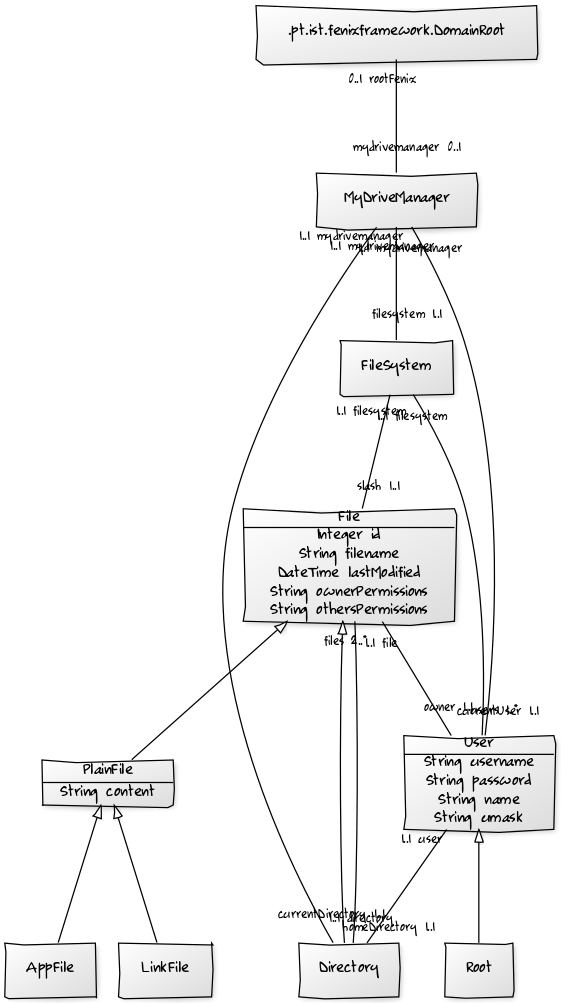 .pt.ist.fenixframework.DomainRoot
0..1 rootFenix
mydrivemanager 0..1
MyDriveManager
1..1 mydrivemanager
1..1 mydrivemanager
mydrivemanager
filesystem 1..1
FileSystem
1..1 filesystem
1..1 filesystem
slash 1..1
File
Integer id
String filename
DateTime lastModified
String ownerPermissions
String othersPermissions
files 2..*
1..1 file
owner
1..1
User
String username
String password
String name
String umask
PlainFile
String content
1..1 user
currentDirectory
1..1 directory
homeDirectory 1..1
AppFile
LinkFile
Directory
Root